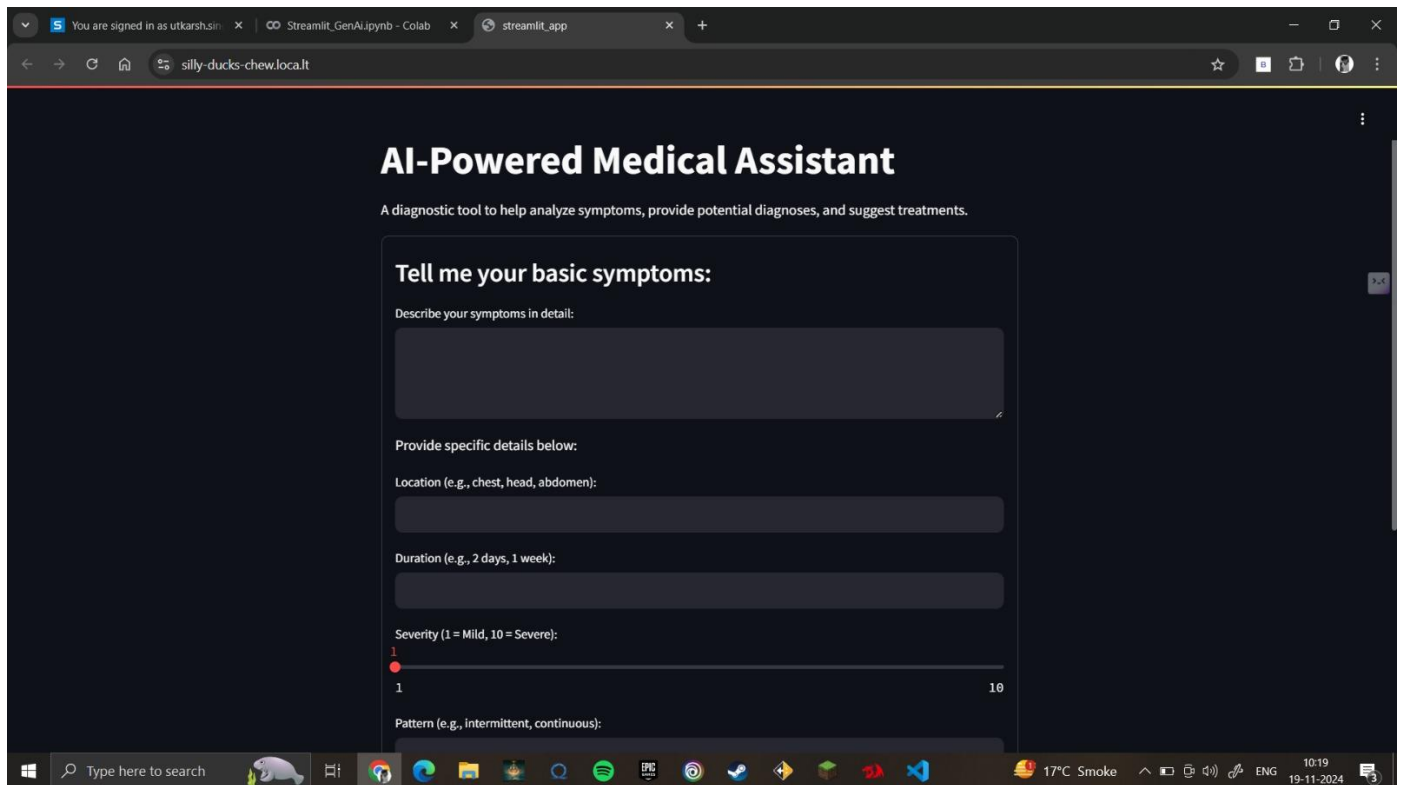 S You are signed in as utkarsh.sin
Streamlit_GenAi.ipynb - Colab
streamlit_app
silly-ducks-chew.loca.lt
B
AI-Powered Medical Assistant
A diagnostic tool to help analyze symptoms, provide potential diagnoses, and suggest treatments.
Tell me your basic symptoms:
Describe your symptoms in detail:
Provide specific details below:
Location (e.g., chest, head, abdomen):
Duration (e.g., 2 days, 1 week):
Severity (1 = Mild, 10 = Severe):
1
1 10
Pattern (e.g., intermittent, continuous):
Type here to search
EPIC
17°C Smoke
ENG
10:19
19-11-2024
3